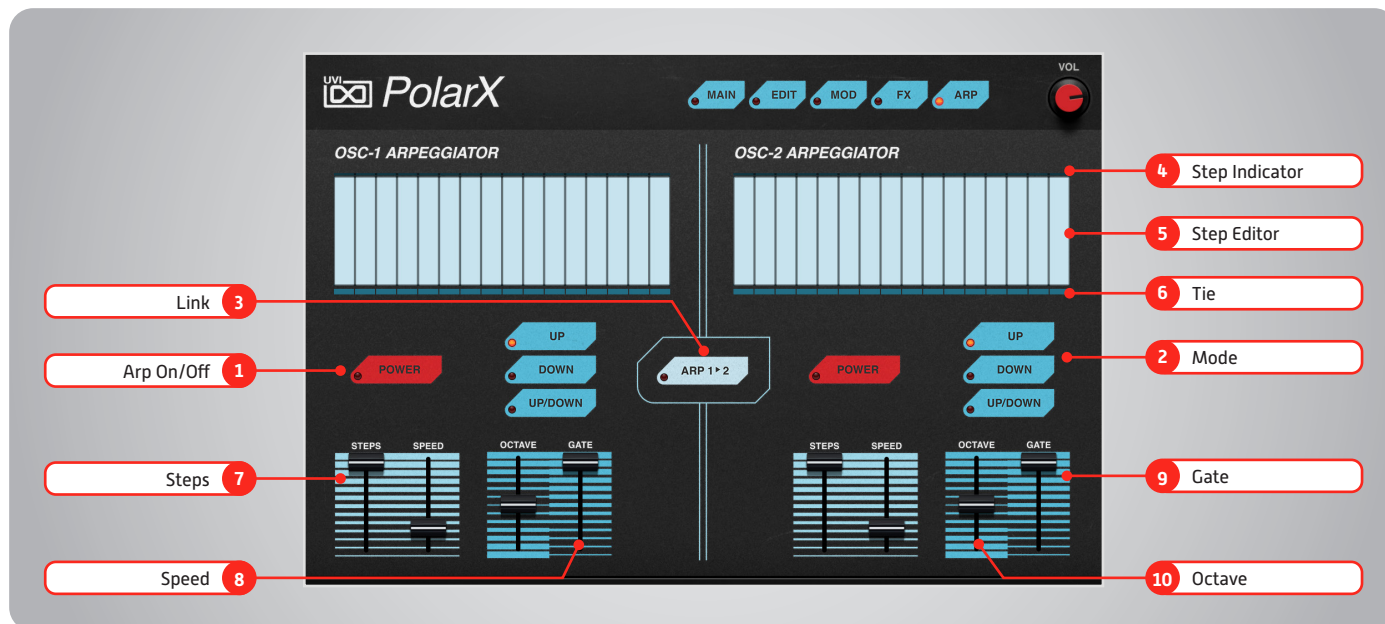 UVI PolarX
MAIN EDIT MOD FX ARP
VOL
OSC-1 ARPEGGIATOR
OSC-2 ARPEGGIATOR
4 Step Indicator
5 Step Editor
6 Tie
Link 3
UP
DOWN
UP/DOWN
ARP 1▸2
POWER
POWER
UP
DOWN
UP/DOWN
Arp On/Off 1
2 Mode
STEPS SPEED OCTAVE GATE
STEPS SPEED OCTAVE GATE
Steps 7
9 Gate
Speed 8
10 Octave